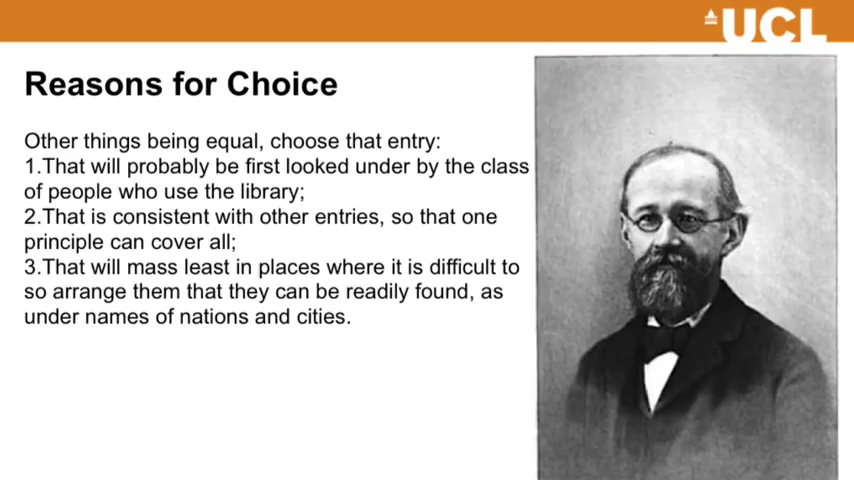 UCL
Reasons for Choice
Other things being equal, choose that entry:
1.That will probably be first looked under by the class
of people who use the library;
2.That is consistent with other entries, so that one
principle can cover all;
3.That will mass least in places where it is difficult to
so arrange them that they can be readily found, as
under names of nations and cities.